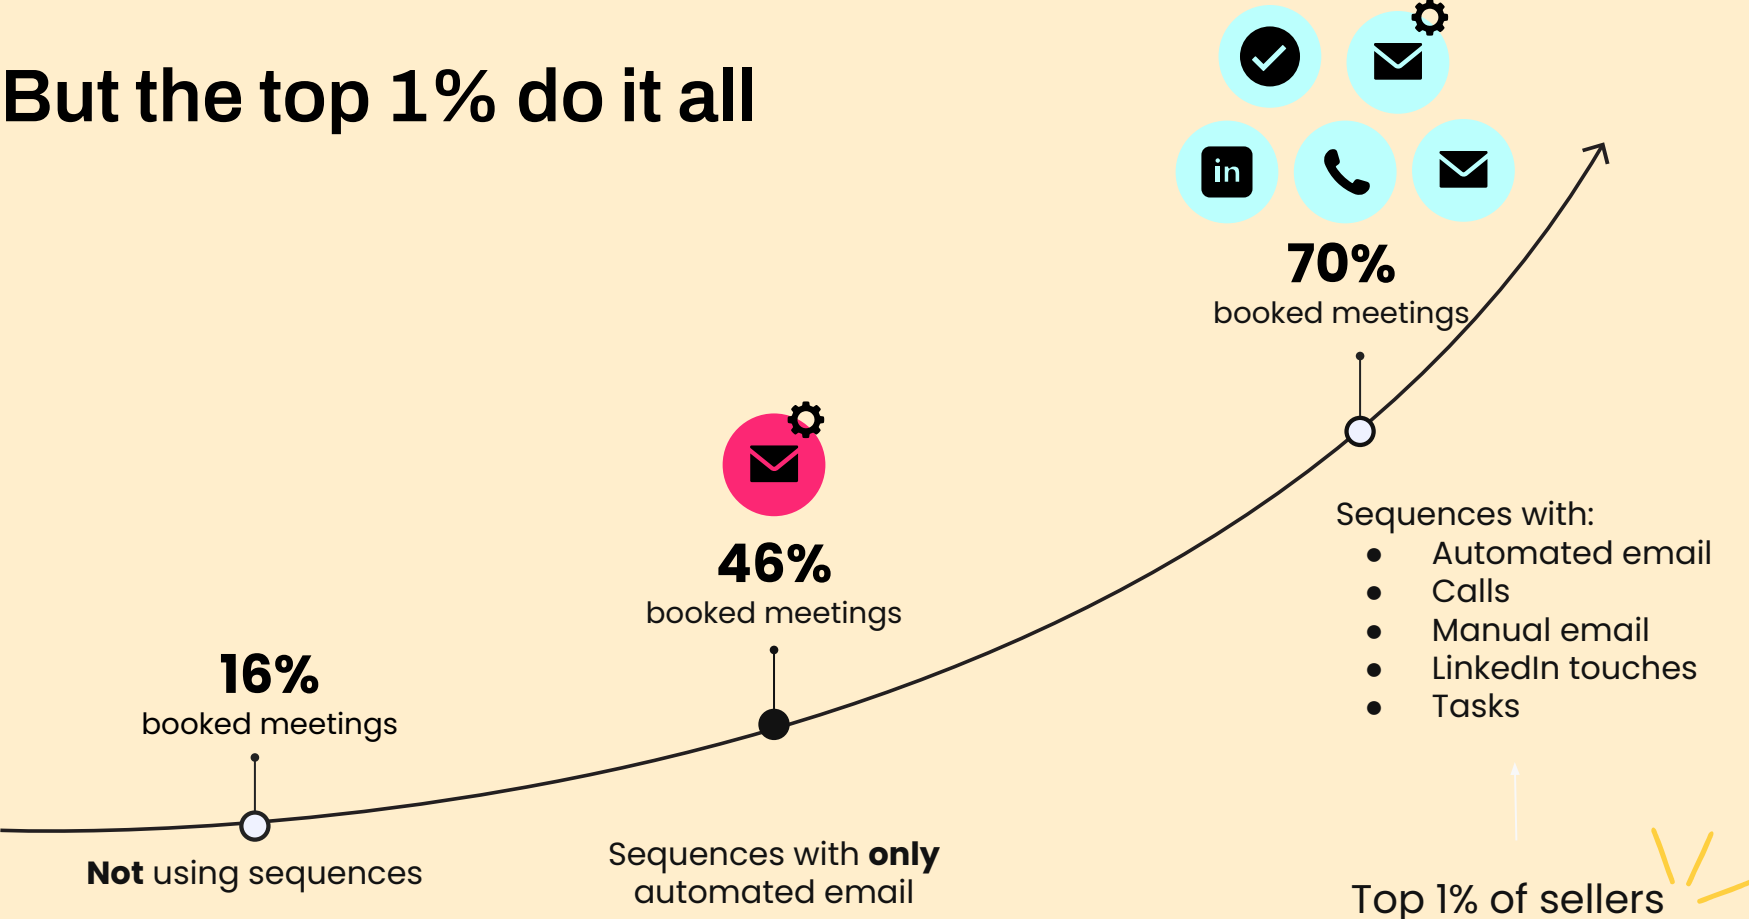 But the top 1% do it all
in
70%
booked meetings
46%
booked meetings
16%
booked meetings
Sequences with:
● Automated email
● Calls
● Manual email
● LinkedIn touches
● Tasks
Not using sequences
Sequences with only
automated email
Top 1% of sellers